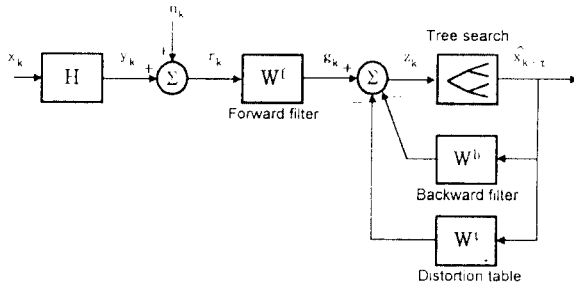 n_k
Tree search
x_k
H
y_k
+
+
Σ
r_k
W^f
g_k
+
Σ
z_k
x̂_{k-τ}
Forward filter
− −
W^b
Backward filter
W^t
Distortion table